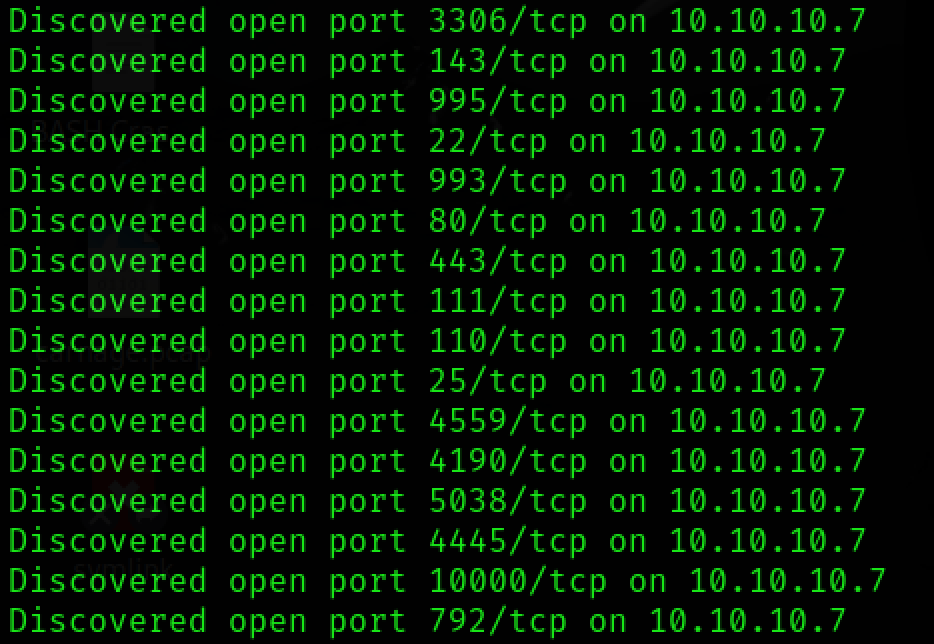 Discovered open port 3306/tcp on 10.10.10.7
Discovered open port 143/tcp on 10.10.10.7
Discovered open port 995/tcp on 10.10.10.7
Discovered open port 22/tcp on 10.10.10.7
Discovered open port 993/tcp on 10.10.10.7
Discovered open port 80/tcp on 10.10.10.7
Discovered open port 443/tcp on 10.10.10.7
Discovered open port 111/tcp on 10.10.10.7
Discovered open port 110/tcp on 10.10.10.7
Discovered open port 25/tcp on 10.10.10.7
Discovered open port 4559/tcp on 10.10.10.7
Discovered open port 4190/tcp on 10.10.10.7
Discovered open port 5038/tcp on 10.10.10.7
Discovered open port 4445/tcp on 10.10.10.7
Discovered open port 10000/tcp on 10.10.10.7
Discovered open port 792/tcp on 10.10.10.7